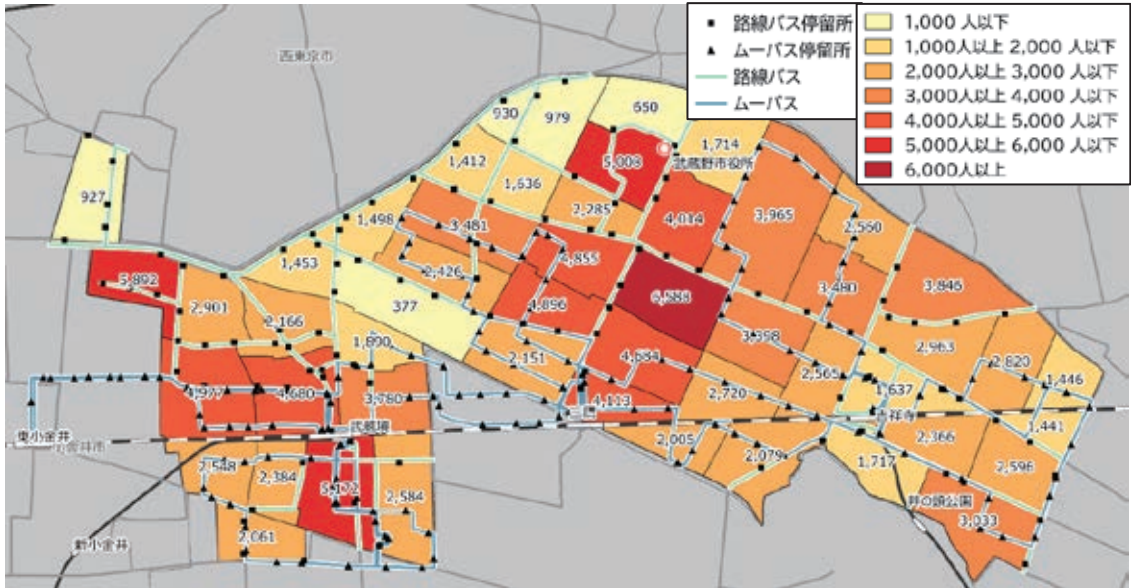 路線バス停留所
ムーバス停留所
路線バス
ムーバス
1,000 人以下
1,000人以上 2,000 人以下
2,000人以上 3,000 人以下
3,000人以上 4,000 人以下
4,000人以上 5,000 人以下
5,000人以上 6,000 人以下
6,000人以上
西東京市
930
979
650
1,714
武蔵野市役所
5,003
1,412
1,636
927
2,285
4,014
3,965
2,560
1,498
3,481
1,453
2,426
4,855
5,892
3,480
3,846
2,901
377
4,896
6,588
2,166
3,398
2,963
1,890
2,151
4,684
2,820
2,565
1,446
4,977
4,680
3,780
4,113
2,720
1,637
三鷹
吉祥寺
1,441
武蔵境
東小金井
小金井市
2,005
2,366
2,079
2,596
1,717
2,548
2,384
5,172
2,584
井の頭公園
3,033
2,061
新小金井